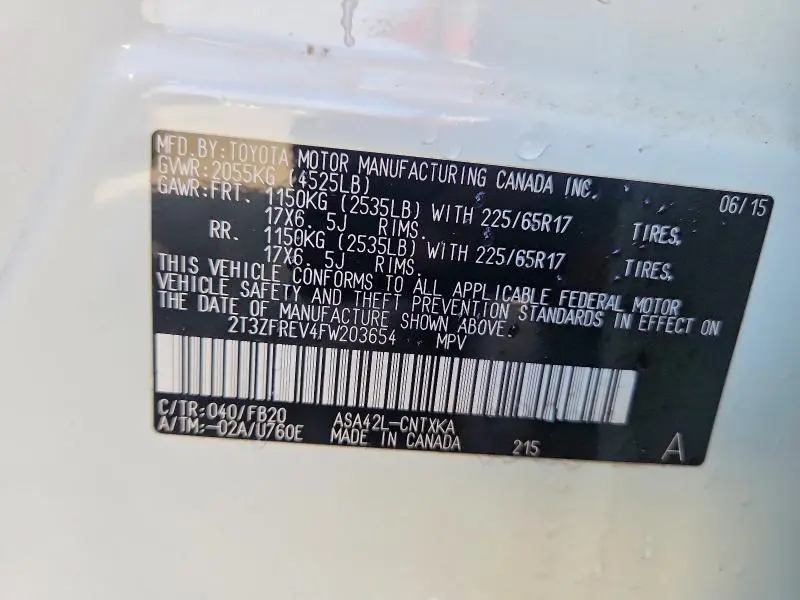 MFD.BY:TOYOTA MOTOR MANUFACTURING CANADA INC. 06/15
GVWR:2055KG (4525LB)
GAWR:FRT. 1150KG (2535LB) WITH 225/65R17 TIRES,
17X6. 5J RIMS.
RR. 1150KG (2535LB) WITH 225/65R17 TIRES,
17X6. 5J RIMS.
THIS VEHICLE CONFORMS TO ALL APPLICABLE FEDERAL MOTOR
VEHICLE SAFETY AND THEFT PREVENTION STANDARDS IN EFFECT ON
THE DATE OF MANUFACTURE SHOWN ABOVE.
2T3ZFREV4FW203654 MPV
C/TR:040/FB20 ASA42L-CNTXKA
A/TM:-02A/U760E MADE IN CANADA 215 A